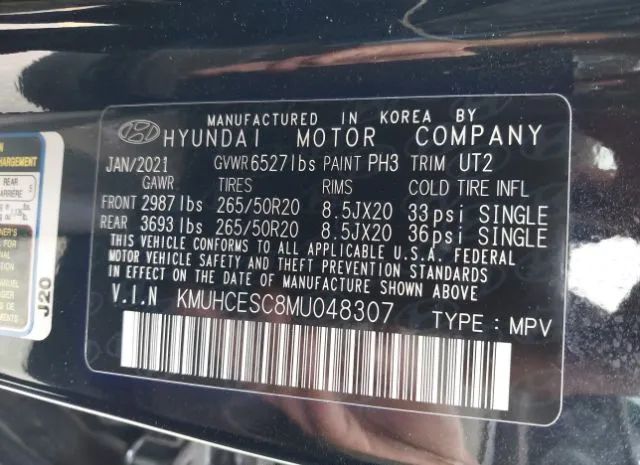 MANUFACTURED IN KOREA BY
HYUNDAI MOTOR COMPANY
JAN/2021 GVWR 6527lbs PAINT PH3 TRIM UT2
GAWR TIRES RIMS COLD TIRE INFL
FRONT 2987lbs 265/50R20 8.5JX20 33psi SINGLE
REAR 3693lbs 265/50R20 8.5JX20 36psi SINGLE
THIS VEHICLE CONFORMS TO ALL APPLICABLE U.S.A. FEDERAL
MOTOR VEHICLE SAFETY AND THEFT PREVENTION STANDARDS
IN EFFECT ON THE DATE OF MANUFACTURE SHOWN ABOVE
V.I.N KMUHCESC8MU048307 TYPE : MPV
REAR
ARRIÈRE
5
J20